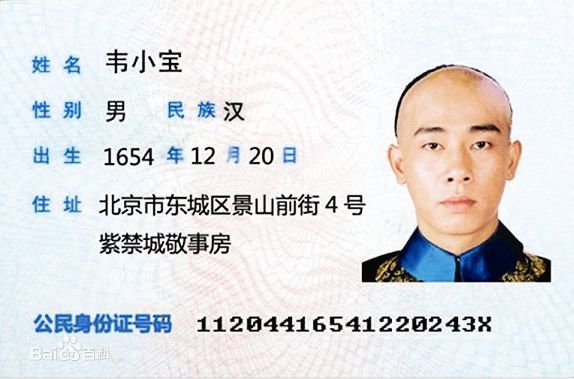 姓名 韦小宝
性别 男 民族 汉
出生 1654 年 12 月 20 日
住址 北京市东城区景山前街 4 号
紫禁城敬事房
公民身份证号码 11204416541220243X
Baidu百科